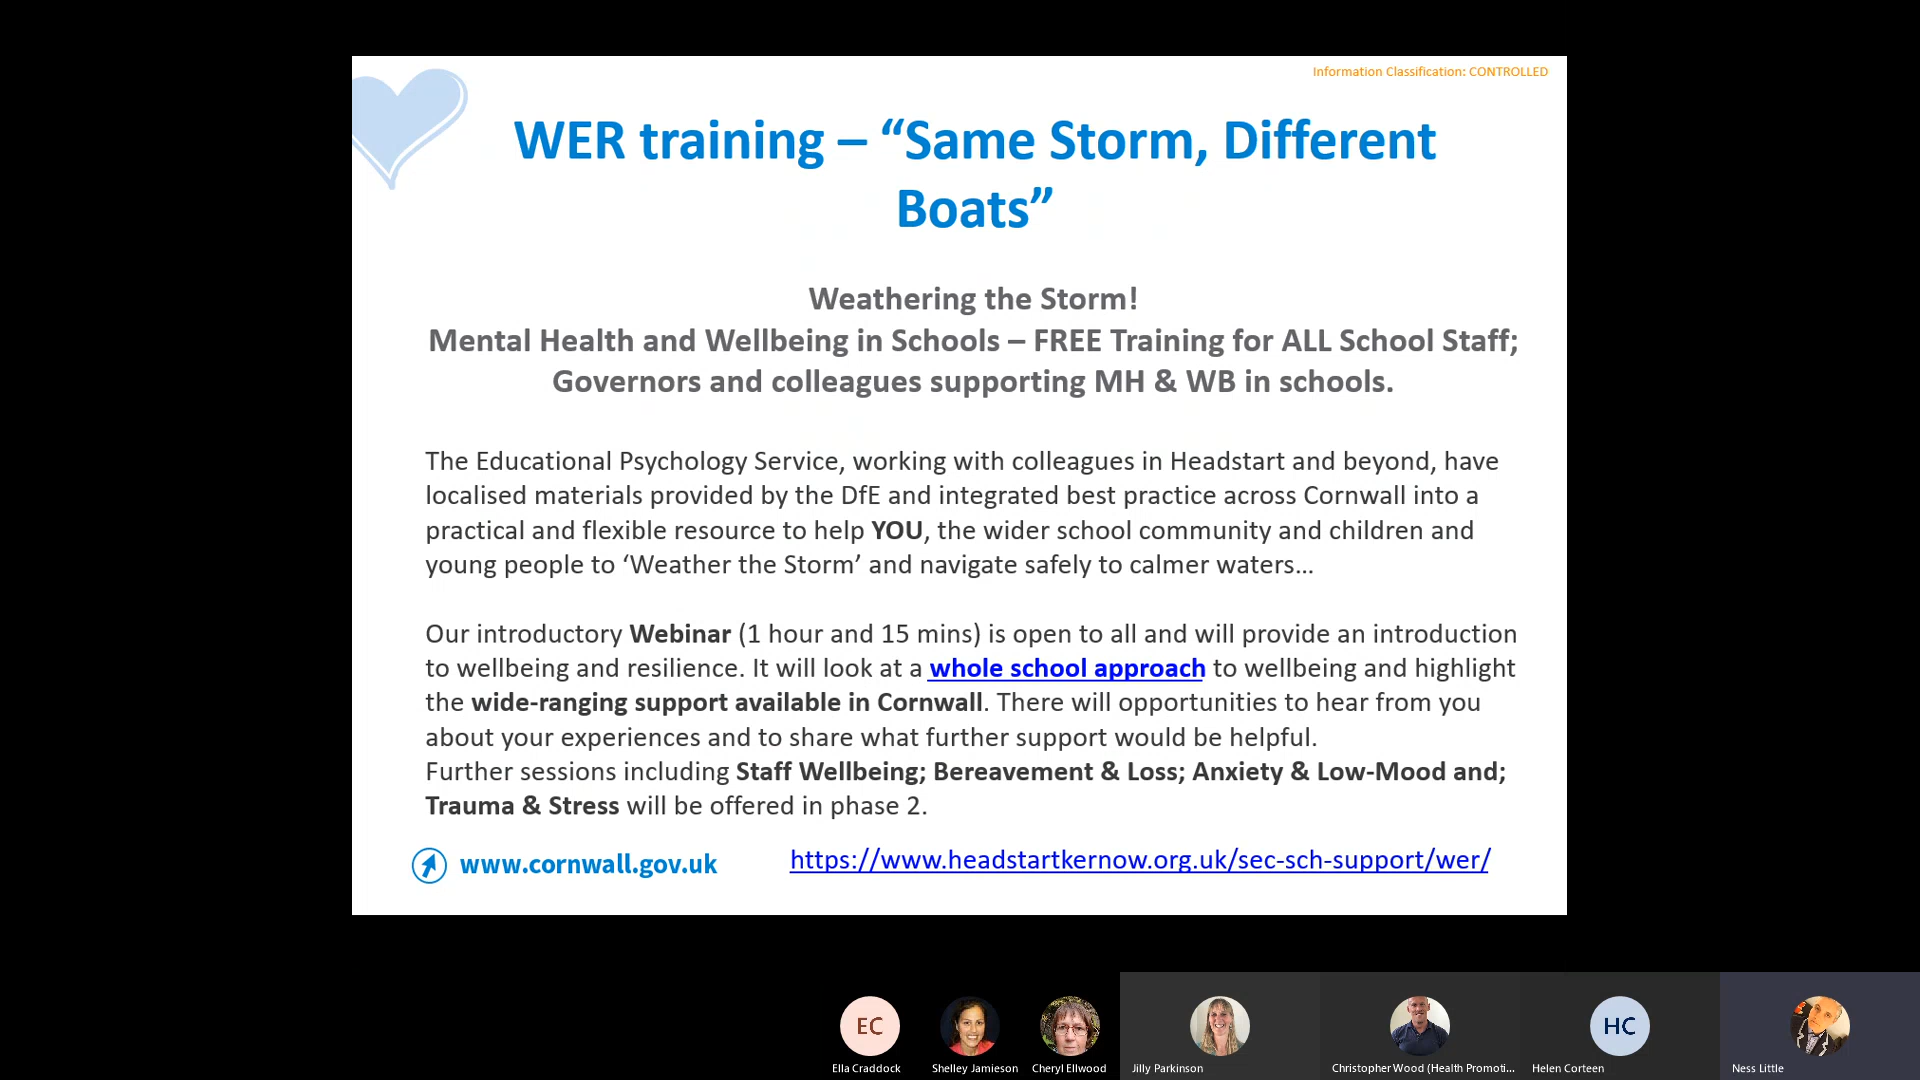 Information Classification: CONTROLLED
WER training – “Same Storm, Different
Boats”
Weathering the Storm!
Mental Health and Wellbeing in Schools – FREE Training for ALL School Staff;
Governors and colleagues supporting MH & WB in schools.
The Educational Psychology Service, working with colleagues in Headstart and beyond, have
localised materials provided by the DfE and integrated best practice across Cornwall into a
practical and flexible resource to help YOU, the wider school community and children and
young people to ‘Weather the Storm’ and navigate safely to calmer waters...
Our introductory Webinar (1 hour and 15 mins) is open to all and will provide an introduction
to wellbeing and resilience. It will look at a whole school approach to wellbeing and highlight
the wide-ranging support available in Cornwall. There will opportunities to hear from you
about your experiences and to share what further support would be helpful.
Further sessions including Staff Wellbeing; Bereavement & Loss; Anxiety & Low-Mood and;
Trauma & Stress will be offered in phase 2.
www.cornwall.gov.uk
https://www.headstartkernow.org.uk/sec-sch-support/wer/
EC
HC
Ella Craddock
Shelley Jamieson
Cheryl Ellwood
Jilly Parkinson
Christopher Wood (Health Promoti...
Helen Corteen
Ness Little